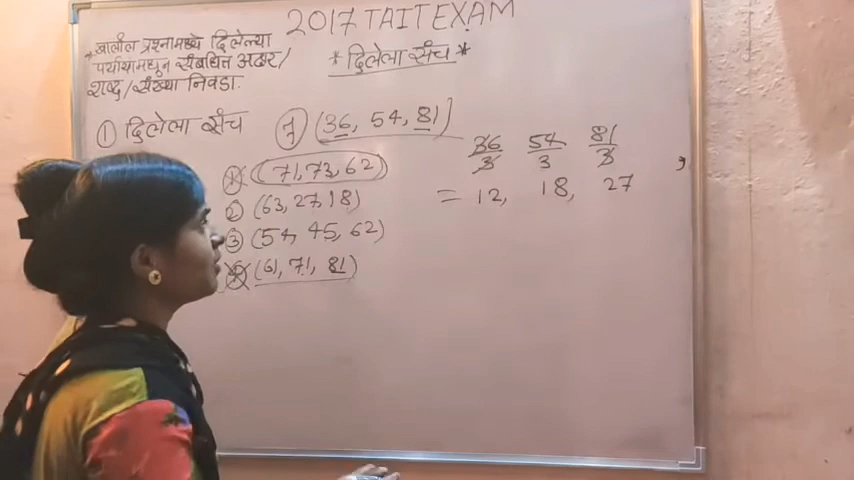 2017 TAIT EXAM
* खालील प्रश्नामध्ये दिलेल्या
पर्यायामधुन संबधित अक्षर/
शब्द/संख्या निवडा.
* दिलेला संच *
① दिलेला संच
(36, 54, 81]
① (71, 73, 62)
② (63, 27, 18)
③ (54, 45, 62)
(61, 71, 81)
36/3 54/3 81/3
= 12, 18, 27